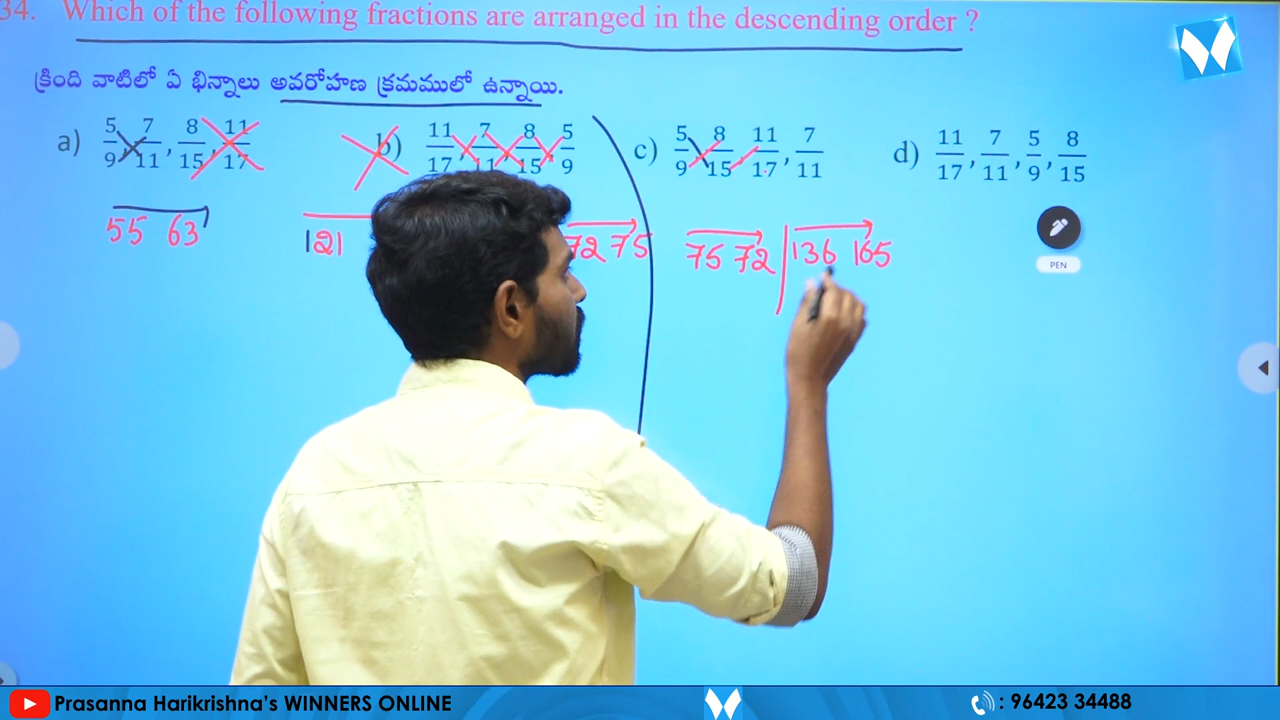 34. Which of the following fractions are arranged in the descending order ?
క్రింది వాటిలో ఏ భిన్నాలు అవరోహణ క్రమములో ఉన్నాయి.
a) 5/9, 7/11, 8/15, 11/17
b) 11/17, 7/11, 8/15, 5/9
c) 5/9, 8/15, 11/17, 7/11
d) 11/17, 7/11, 5/9, 8/15
55 63
121
72 75
75 72 | 136 165
PEN
Prasanna Harikrishna's WINNERS ONLINE
: 96423 34488